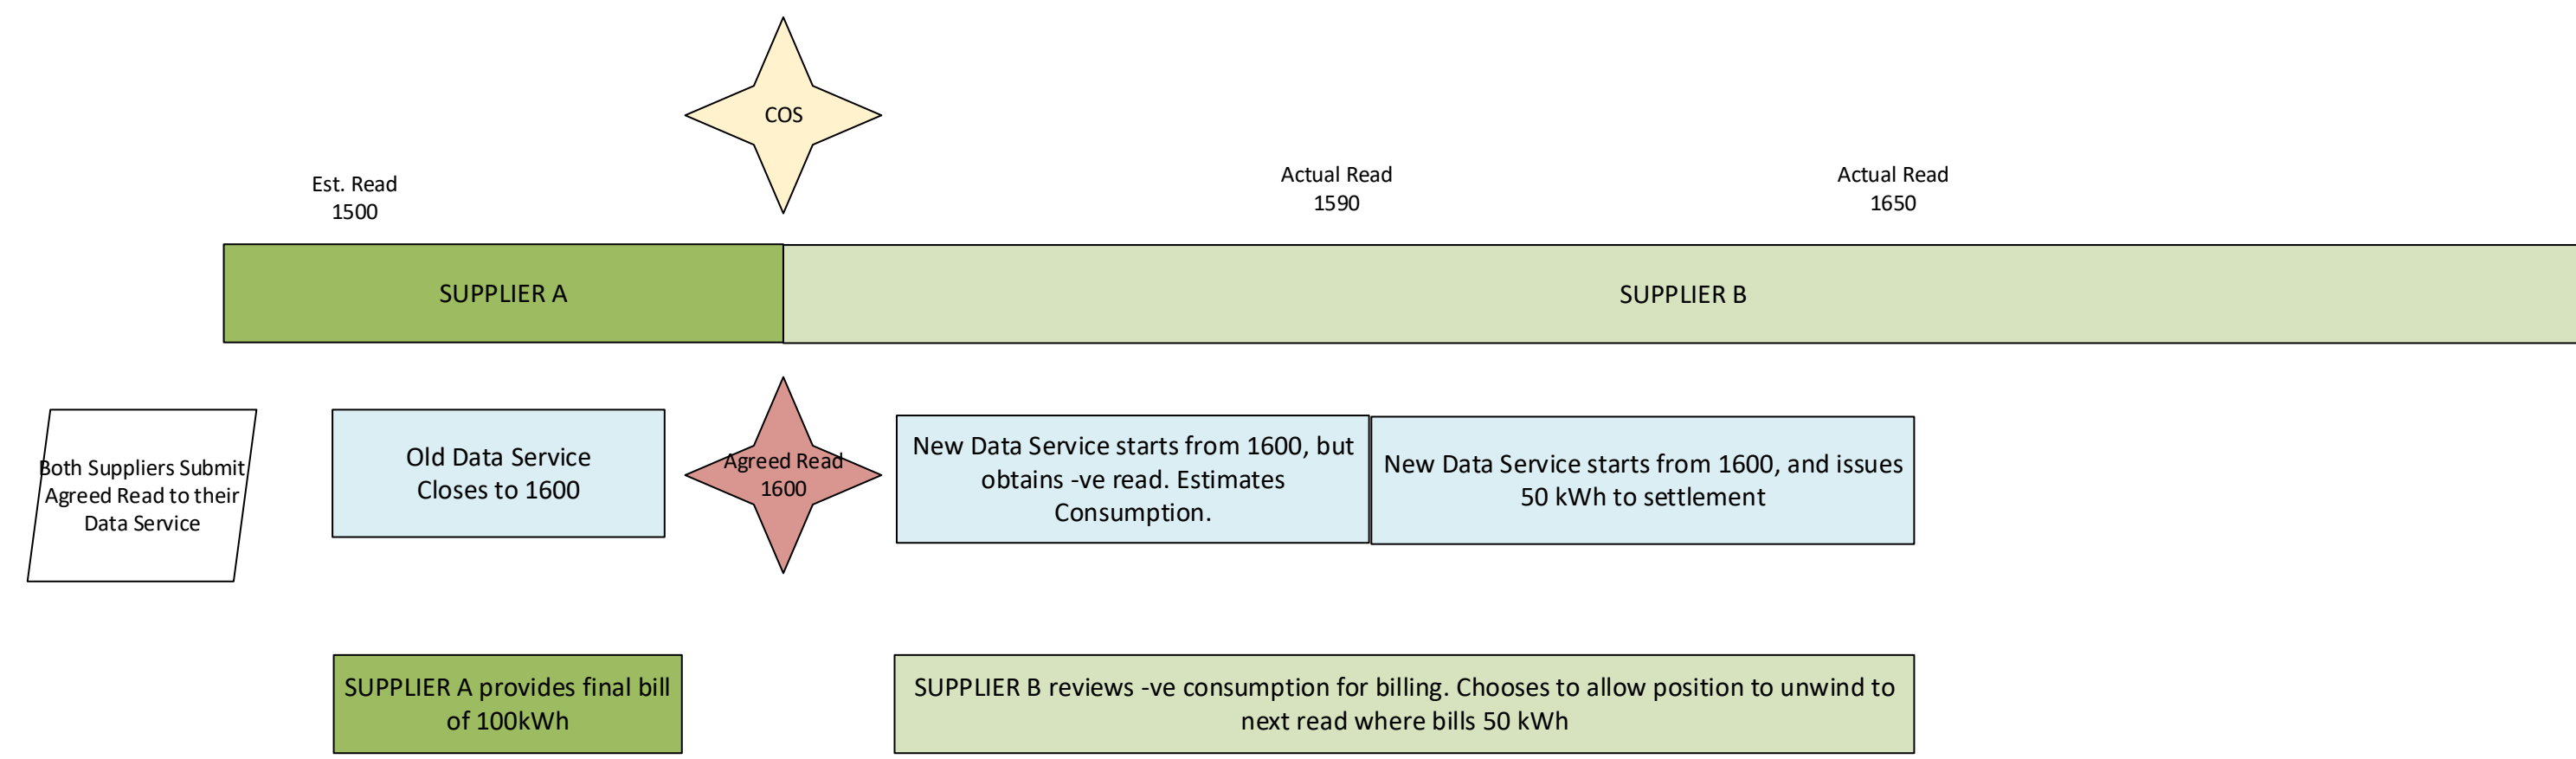 COS
Est. Read
1500
Actual Read
1590
Actual Read
1650
SUPPLIER A
SUPPLIER B
Both Suppliers Submit
Agreed Read to their
Data Service
Old Data Service
Closes to 1600
Agreed Read
1600
New Data Service starts from 1600, but
obtains -ve read. Estimates
Consumption.
New Data Service starts from 1600, and issues
50 kWh to settlement
SUPPLIER A provides final bill
of 100kWh
SUPPLIER B reviews -ve consumption for billing. Chooses to allow position to unwind to
next read where bills 50 kWh